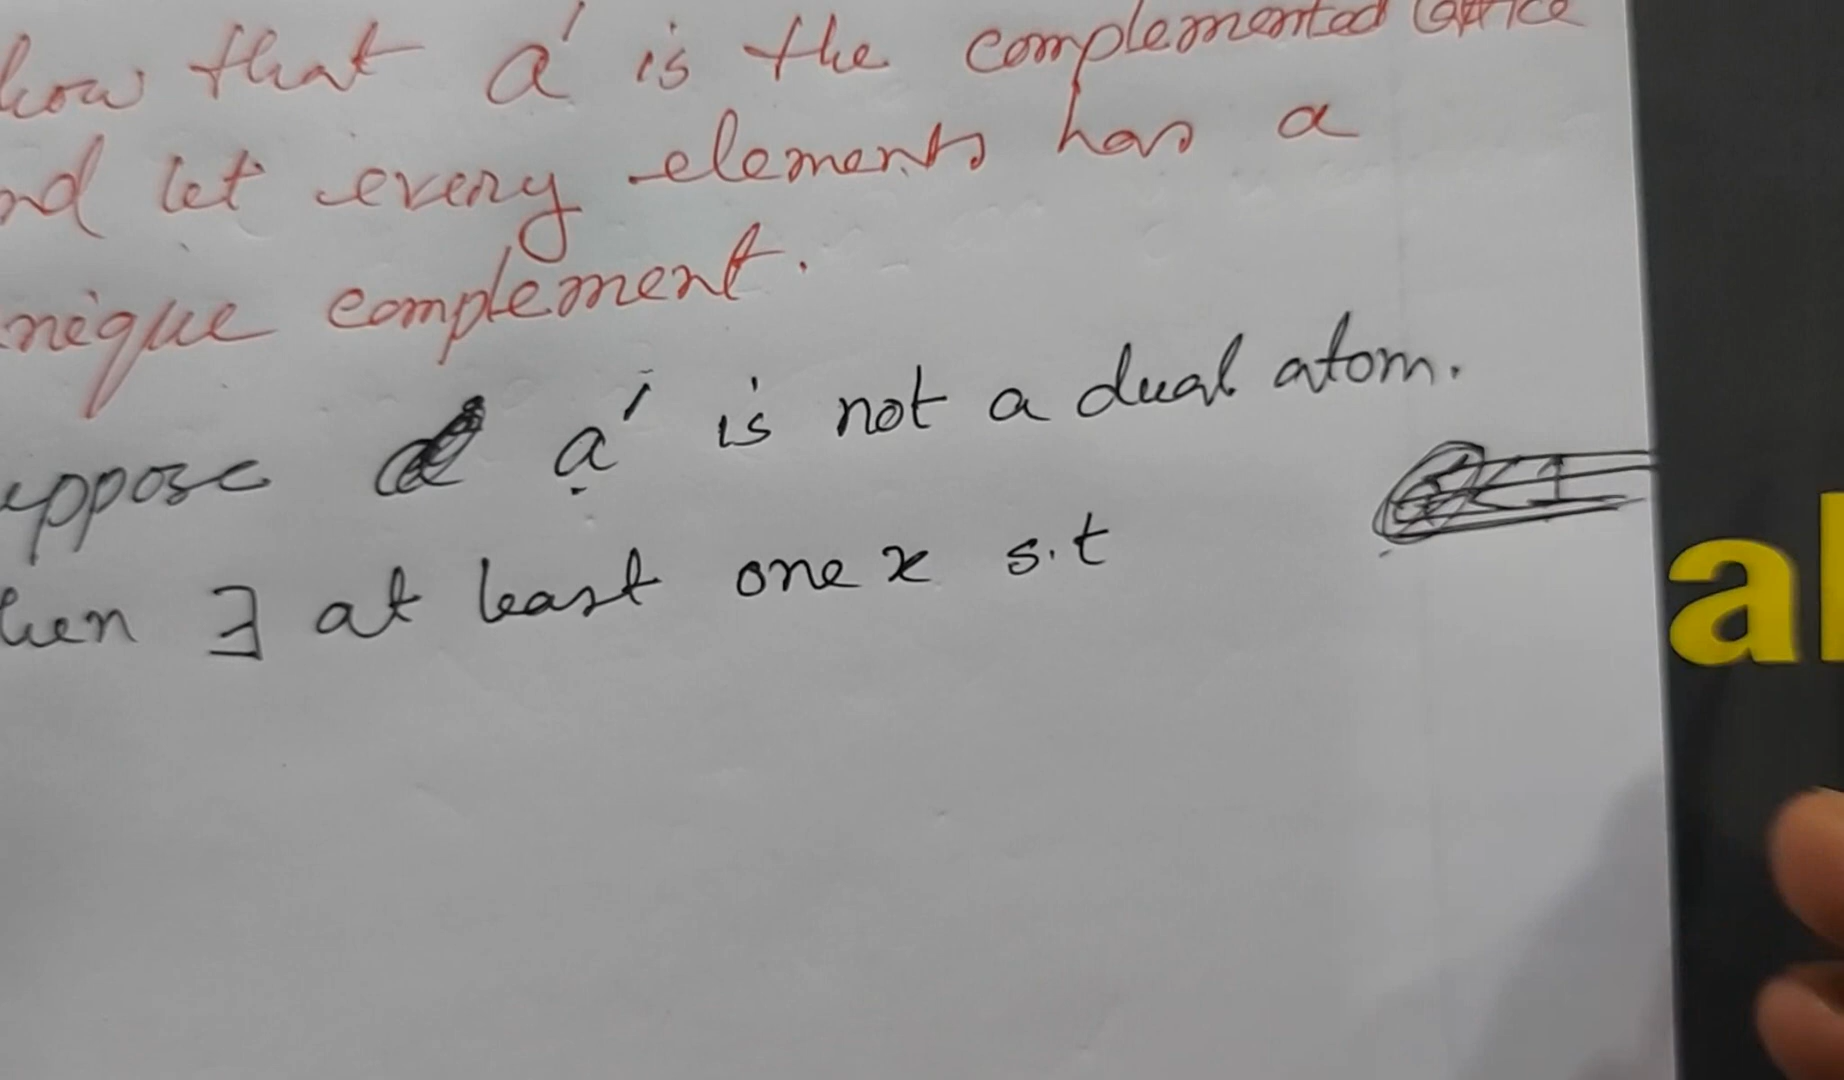 how that a' is the complemented Lattice
nd let every elements has a
nique complement.
uppose a' is not a dual atom.
hen ∃ at least one x s.t
al